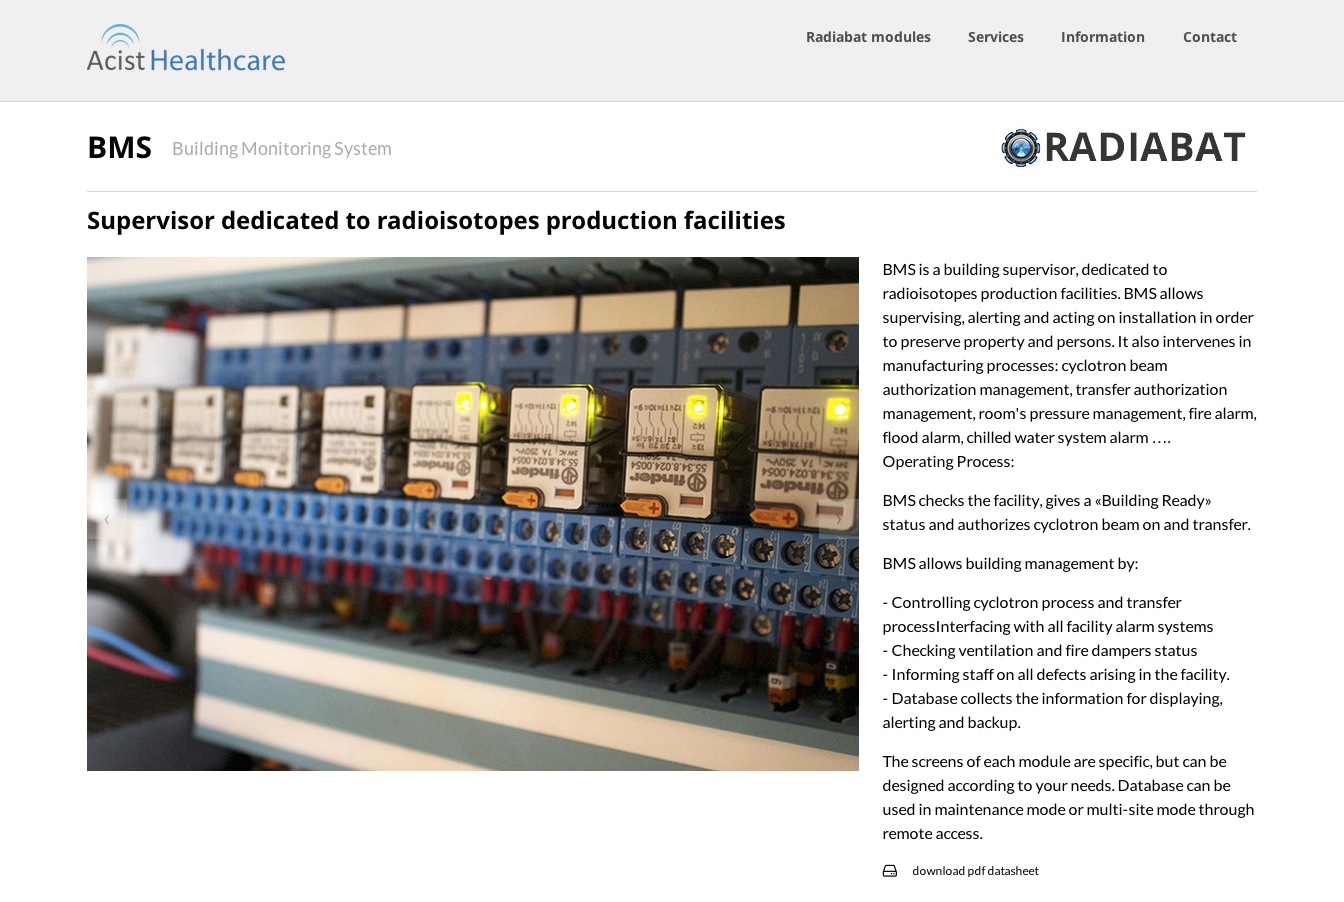 Acist Healthcare
Radiabat modules
Services
Information
Contact
BMS
Building Monitoring System
RADIABAT
Supervisor dedicated to radioisotopes production facilities
finder
finder
finder
BMS is a building supervisor, dedicated to
radioisotopes production facilities. BMS allows
supervising, alerting and acting on installation in order
to preserve property and persons. It also intervenes in
manufacturing processes: cyclotron beam
authorization management, transfer authorization
management, room's pressure management, fire alarm,
flood alarm, chilled water system alarm ….
Operating Process:
BMS checks the facility, gives a «Building Ready»
status and authorizes cyclotron beam on and transfer.
BMS allows building management by:
- Controlling cyclotron process and transfer
processInterfacing with all facility alarm systems
- Checking ventilation and fire dampers status
- Informing staff on all defects arising in the facility.
- Database collects the information for displaying,
alerting and backup.
The screens of each module are specific, but can be
designed according to your needs. Database can be
used in maintenance mode or multi-site mode through
remote access.
download pdf datasheet